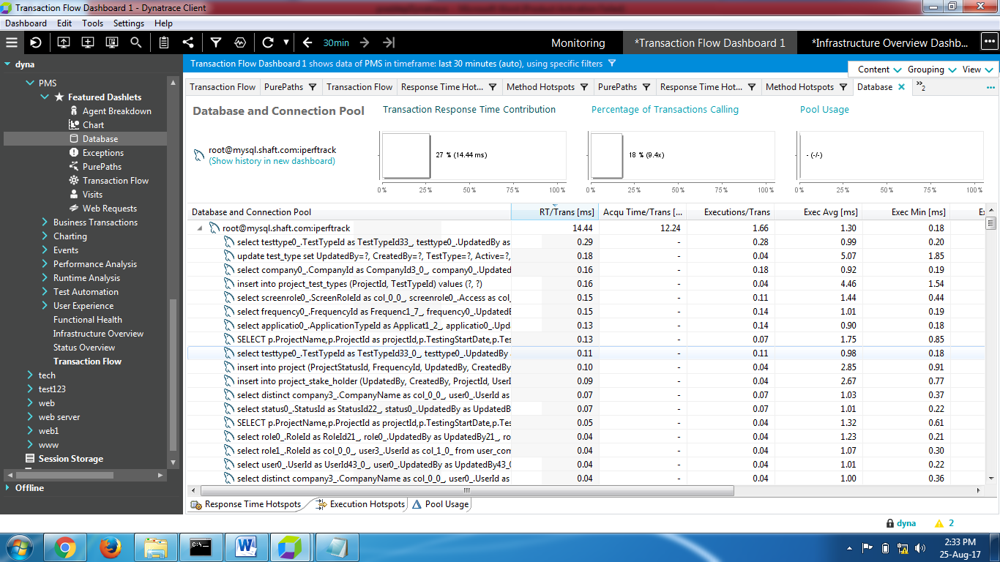 Transaction Flow Dashboard 1 - Dynatrace Client
Dashboard Edit Tools Settings Help
30min
Monitoring
*Transaction Flow Dashboard 1
*Infrastructure Overview Dashb...
dyna
PMS
Featured Dashlets
Agent Breakdown
Chart
Database
Exceptions
PurePaths
Transaction Flow
Visits
Web Requests
Business Transactions
Charting
Events
Performance Analysis
Runtime Analysis
Test Automation
User Experience
Functional Health
Infrastructure Overview
Status Overview
Transaction Flow
tech
test123
web
web server
web1
www
Session Storage
Offline
Transaction Flow Dashboard 1 shows data of PMS in timeframe: last 30 minutes (auto), using specific filters
Content Grouping View
Transaction Flow PurePaths Transaction Flow Response Time Hot... Method Hotspots PurePaths Response Time Hot... Method Hotspots Database 2
Database and Connection Pool
Transaction Response Time Contribution
Percentage of Transactions Calling
Pool Usage
root@mysql.shaft.com:iperftrack
(Show history in new dashboard)
27 % (14.44 ms)
18 % (9.4x)
- (-/-)
0% 25% 50% 75% 100%
0% 25% 50% 75% 100%
0% 25% 50% 75% 100%
Database and Connection Pool RT/Trans [ms] Acqu Time/Trans [... Executions/Trans Exec Avg [ms] Exec Min [ms]
root@mysql.shaft.com:iperftrack 14.44 12.24 1.66 1.30 0.18
select testtype0_.TestTypeId as TestTypeId33_, testtype0_.UpdatedBy as 0.29 - 0.28 0.99 0.20
update test_type set UpdatedBy=?, CreatedBy=?, TestType=?, Active=?, 0.18 - 0.04 5.07 1.85
select company0_.CompanyId as CompanyId3_0_, company0_.Updated 0.16 - 0.18 0.92 0.19
insert into project_test_types (ProjectId, TestTypeId) values (?, ?) 0.16 - 0.04 4.46 1.54
select screenrole0_.ScreenRoleId as col_0_0_, screenrole0_.Access as col_ 0.15 - 0.11 1.44 0.44
select frequency0_.FrequencyId as Frequenc1_7_, frequency0_.UpdatedB 0.15 - 0.14 1.01 0.19
select applicatio0_.ApplicationTypeId as Applicat1_2_, applicatio0_.Upd 0.14 - 0.14 0.90 0.18
SELECT p.ProjectName,p.ProjectId as projectId,p.TestingStartDate,p.Tes 0.13 - 0.07 1.75 0.85
select testtype0_.TestTypeId as TestTypeId33_0_, testtype0_.UpdatedBy 0.11 - 0.11 0.98 0.18
insert into project (ProjectStatusId, FrequencyId, UpdatedBy, CreatedBy 0.10 - 0.04 2.85 0.91
insert into project_stake_holder (UpdatedBy, CreatedBy, ProjectId, UserI 0.09 - 0.04 2.67 0.77
select distinct company3_.CompanyName as col_0_0_, user0_.UserId as 0.07 - 0.07 1.03 0.37
select status0_.StatusId as StatusId22_, status0_.UpdatedBy as UpdatedB 0.07 - 0.07 1.01 0.22
SELECT p.ProjectName,p.ProjectId as projectId,p.TestingStartDate,p.Tes 0.05 - 0.04 1.32 0.61
select role0_.RoleId as RoleId21_, role0_.UpdatedBy as UpdatedBy21_, ro 0.04 - 0.04 1.23 0.21
select role1_.RoleId as col_0_0_, user3_.UserId as col_1_0_ from user_com 0.04 - 0.04 1.07 0.30
select user0_.UserId as UserId43_0_, user0_.UpdatedBy as UpdatedBy43_0 0.04 - 0.04 1.01 0.22
select distinct company3_.CompanyName as col_0_0_, user0_.UserId as 0.04 - 0.04 1.00 0.36
Response Time Hotspots Execution Hotspots Pool Usage
dyna 2
2:33 PM
25-Aug-17